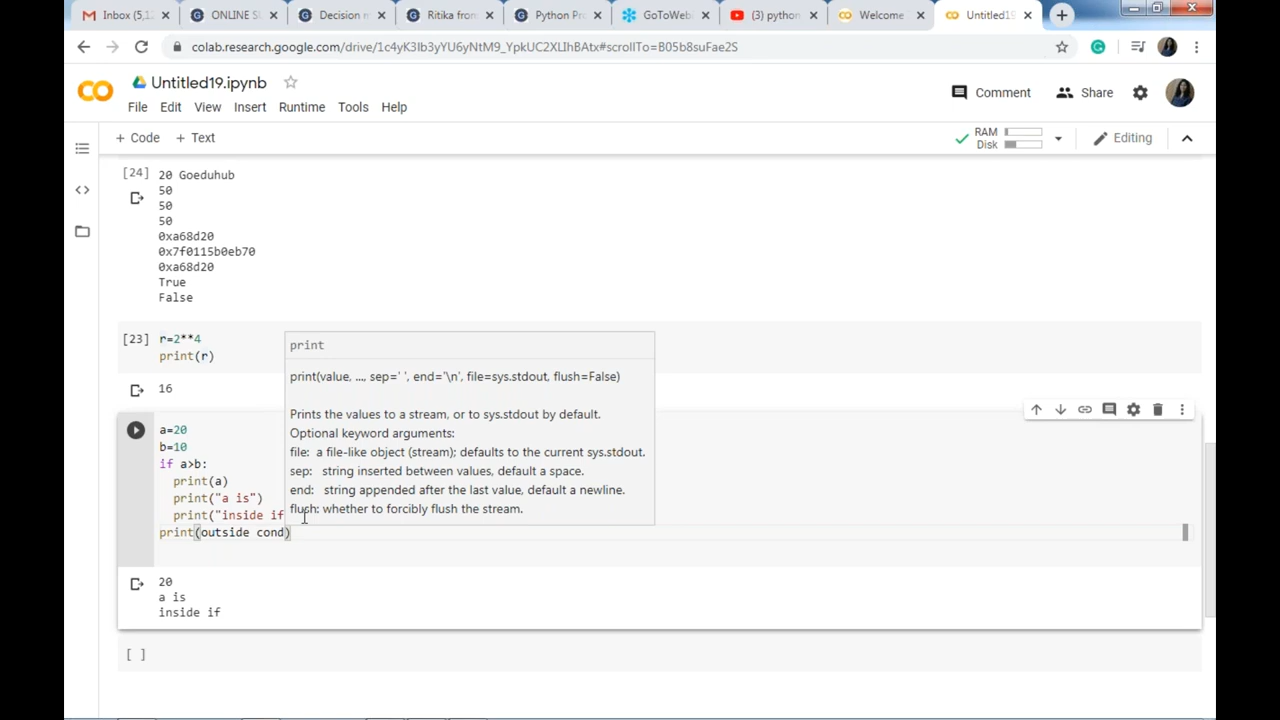 Inbox (5,1
ONLINE SU
Decision m
Ritika from
Python Pro
GoToWebi
(3) python
Welcome
Untitled19
colab.research.google.com/drive/1c4yK3Ib3yYU6yNtM9_YpkUC2XLIhBAtx#scrollTo=B05b8suFae2S
Untitled19.ipynb
Comment
Share
File Edit View Insert Runtime Tools Help
+ Code + Text
RAM
Disk
Editing
[24] 20 Goeduhub
50
50
50
0xa68d20
0x7f0115b0eb70
0xa68d20
True
False
[23] r=2**4
print(r)
16
print
print(value, ..., sep=' ', end='\n', file=sys.stdout, flush=False)
Prints the values to a stream, or to sys.stdout by default.
Optional keyword arguments:
file: a file-like object (stream); defaults to the current sys.stdout.
sep: string inserted between values, default a space.
end: string appended after the last value, default a newline.
flush: whether to forcibly flush the stream.
a=20
b=10
if a>b:
print(a)
print("a is")
print("inside if
print(outside cond)
20
a is
inside if
[ ]